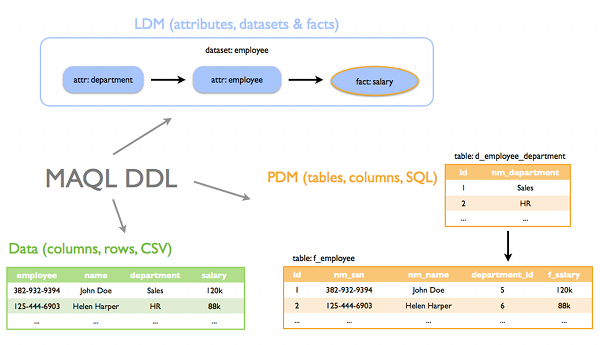 LDM (attributes, datasets & facts)
dataset: employee
attr: department
attr: employee
fact: salary
MAQL DDL
PDM (tables, columns, SQL)
table: d_employee_department
id nm_department
1 Sales
2 HR
... ...
Data (columns, rows, CSV)
employee name department salary
382-932-9394 John Doe Sales 120k
125-444-6903 Helen Harper HR 88k
... ... ... ...
table: f_employee
id nm_ssn nm_name department_id f_salary
1 382-932-9394 John Doe 5 120k
2 125-444-6903 Helen Harper 6 88k
... ... ... ... ...